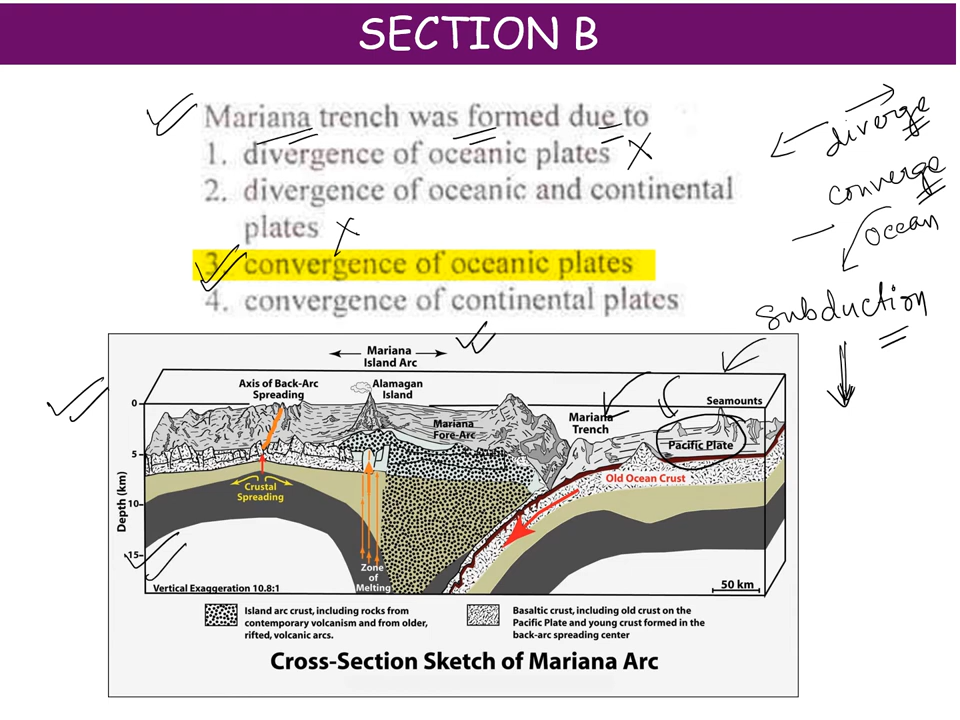 SECTION B
Mariana trench was formed due to
1. divergence of oceanic plates
2. divergence of oceanic and continental
plates
3. convergence of oceanic plates
4. convergence of continental plates
diverge
converge
ocean
subduction
Mariana
Island Arc
Axis of Back-Arc
Spreading
Alamagan
Island
Seamounts
Mariana
Fore-Arc
Mariana
Trench
Pacific Plate
Old Ocean Crust
Crustal
Spreading
Depth (km)
0
5
10
15
Zone
of
Melting
Vertical Exaggeration 10.8:1
50 km
Island arc crust, including rocks from
contemporary volcanism and from older,
rifted, volcanic arcs.
Basaltic crust, including old crust on the
Pacific Plate and young crust formed in the
back-arc spreading center
Cross-Section Sketch of Mariana Arc